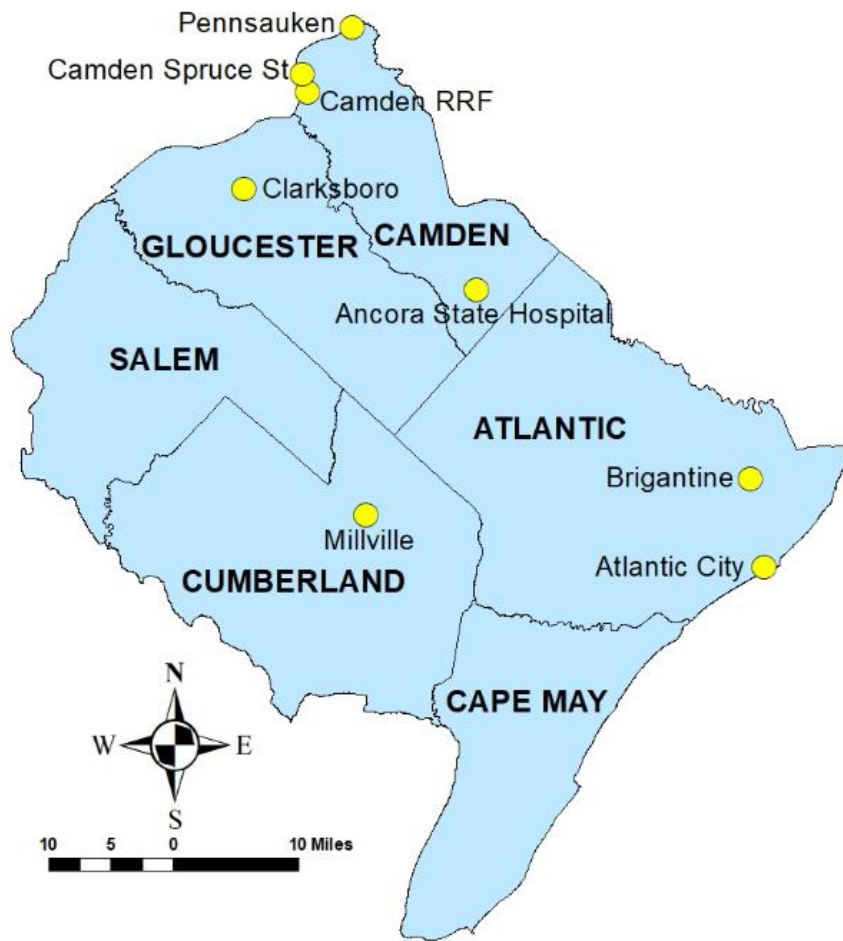 Pennsauken
Camden Spruce St
Camden RRF
Clarksboro
GLOUCESTER
CAMDEN
Ancora State Hospital
SALEM
ATLANTIC
Brigantine
Millville
Atlantic City
CUMBERLAND
CAPE MAY
N
W
E
S
10 5 0 10 Miles